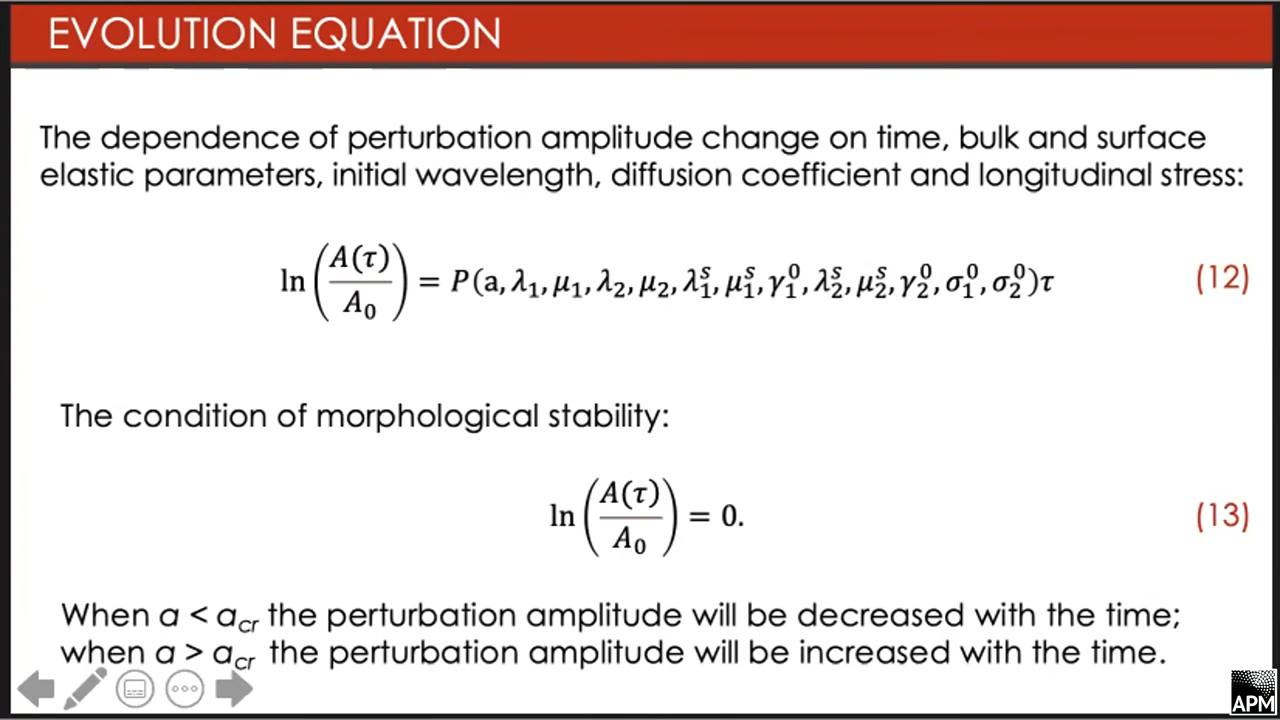 EVOLUTION EQUATION
The dependence of perturbation amplitude change on time, bulk and surface
elastic parameters, initial wavelength, diffusion coefficient and longitudinal stress:
ln(A(τ)/A₀) = P(a, λ₁, μ₁, λ₂, μ₂, λ₁ˢ, μ₁ˢ, γ₁⁰, λ₂ˢ, μ₂ˢ, γ₂⁰, σ₁⁰, σ₂⁰)τ (12)
The condition of morphological stability:
ln(A(τ)/A₀) = 0. (13)
When a < a_cr the perturbation amplitude will be decreased with the time;
when a > a_cr the perturbation amplitude will be increased with the time.
APM